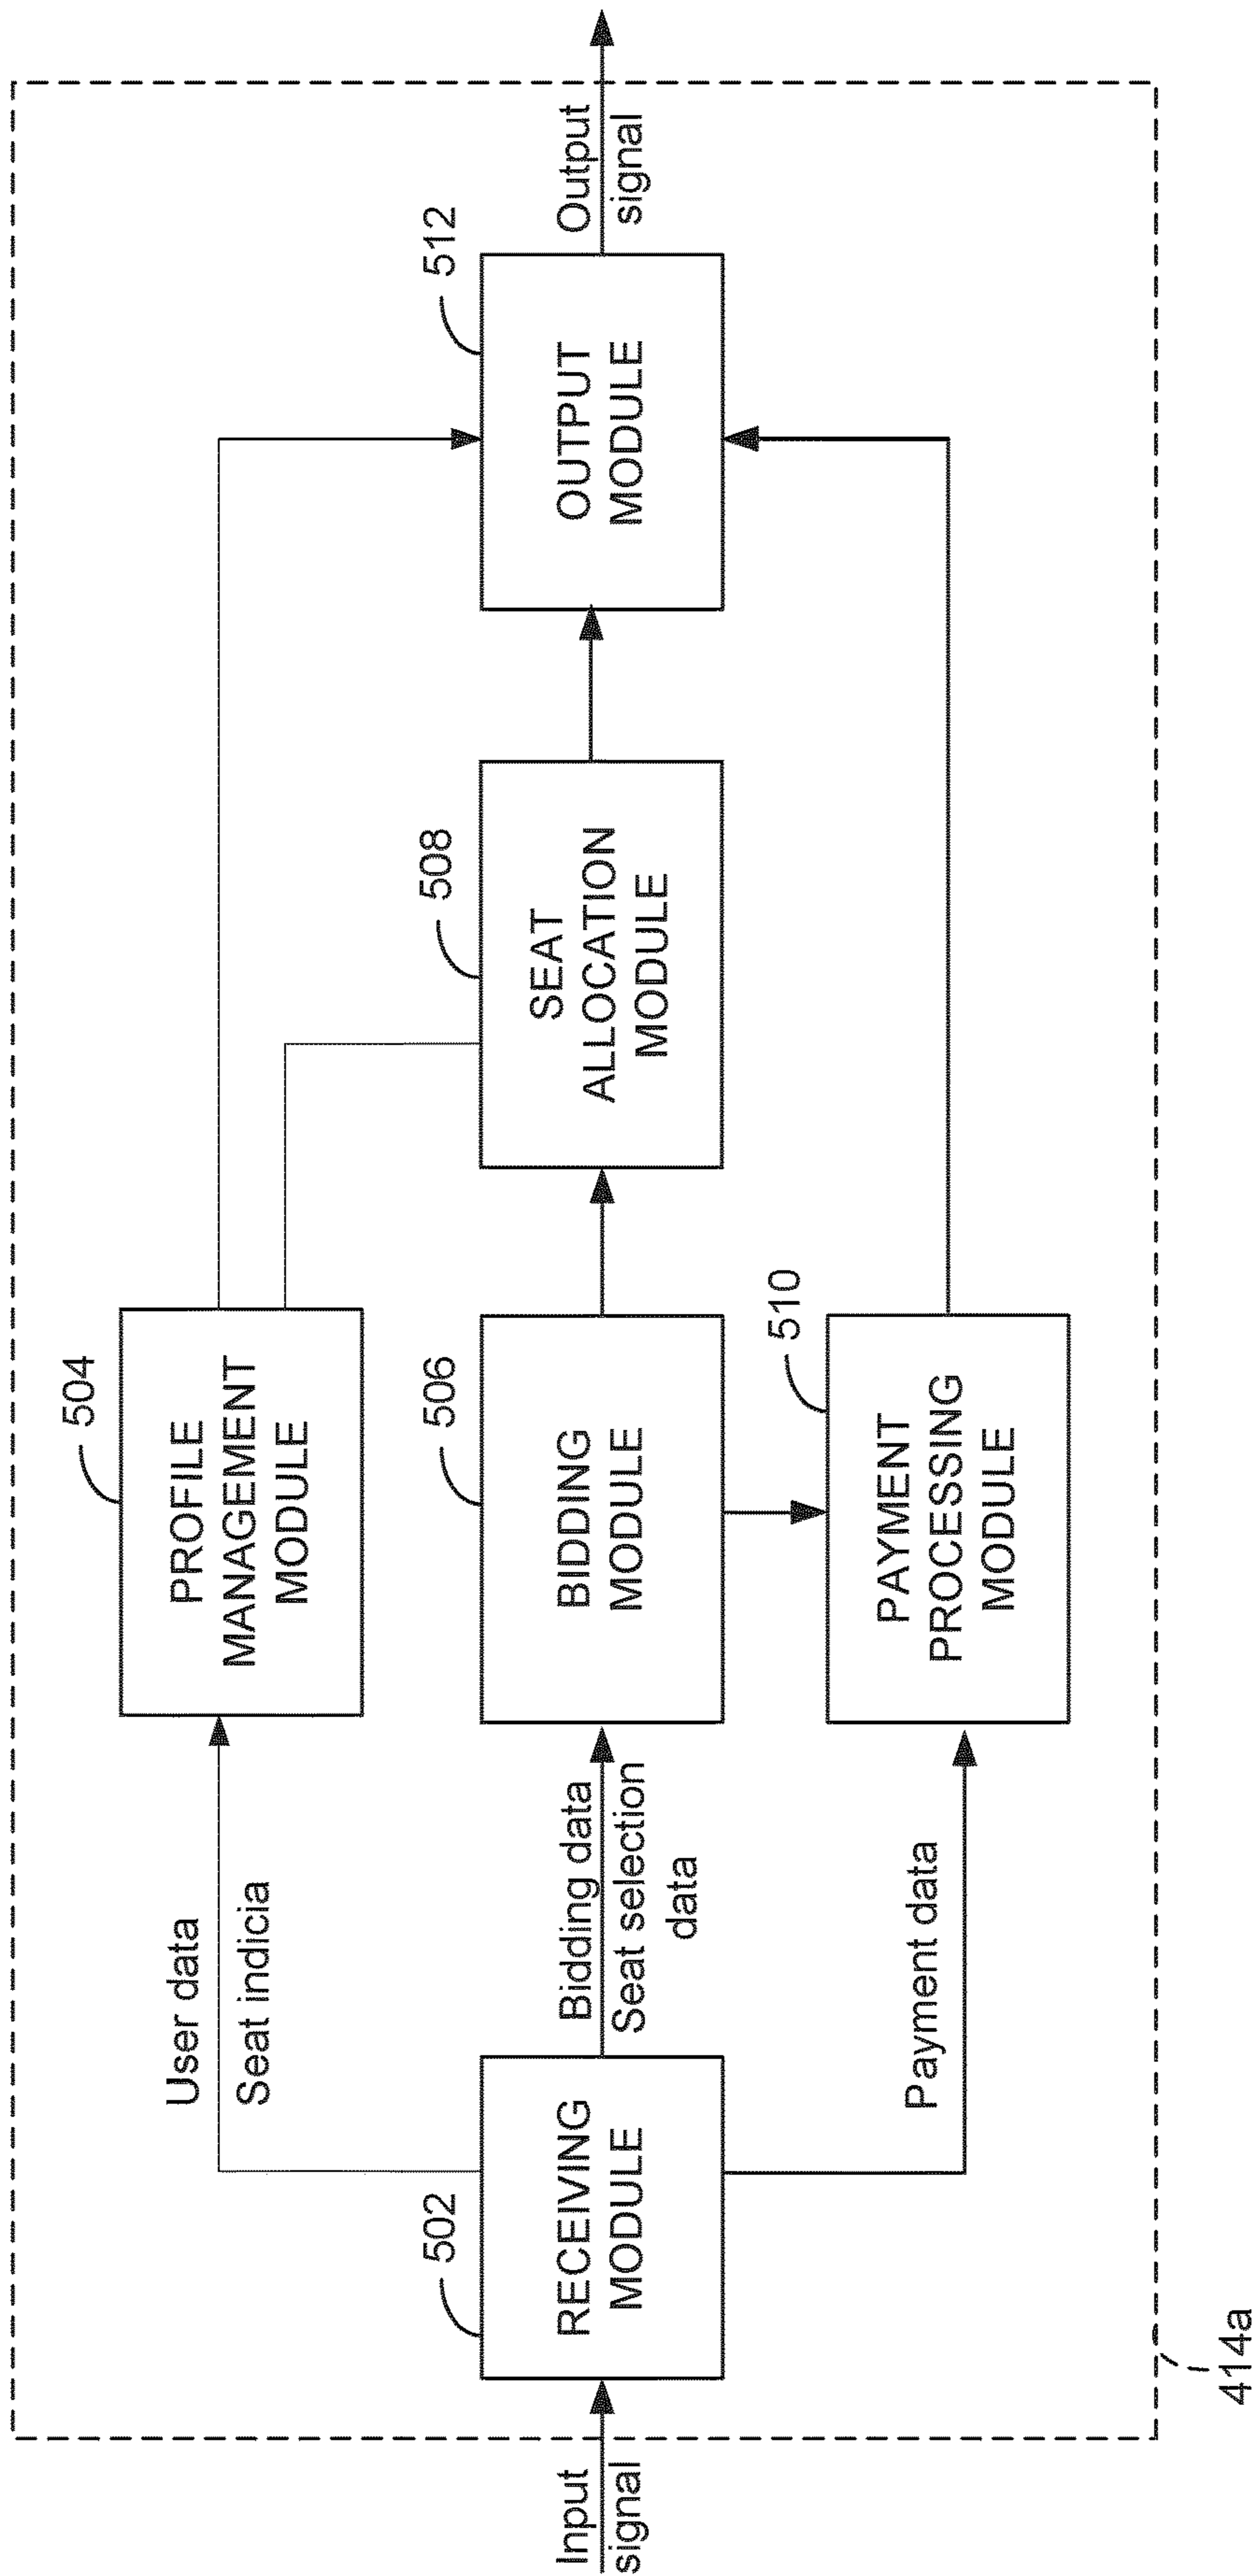 Input
signal
502
RECEIVING
MODULE
User data
Seat indicia
Bidding data
Seat selection
data
Payment data
504
PROFILE
MANAGEMENT
MODULE
506
BIDDING
MODULE
510
PAYMENT
PROCESSING
MODULE
508
SEAT
ALLOCATION
MODULE
512
OUTPUT
MODULE
Output
signal
414a